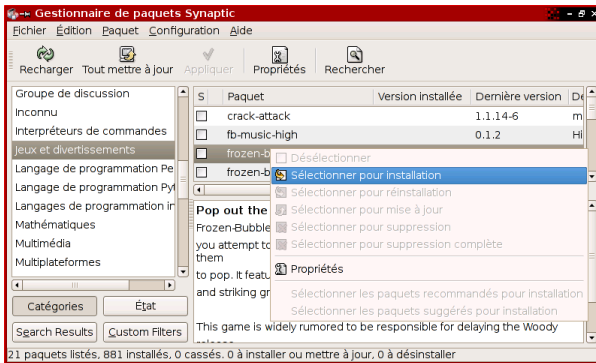 Gestionnaire de paquets Synaptic
Fichier Édition Paquet Configuration Aide
Recharger Tout mettre à jour Appliquer Propriétés Rechercher
Groupe de discussion
Inconnu
Interpréteurs de commandes
Jeux et divertissements
Langage de programmation Pe
Langage de programmation Pyt
Langages de programmation in
Mathématiques
Multimédia
Multiplateformes
Catégories État
Search Results Custom Filters
S Paquet Version installée Dernière version De
crack-attack 1.1.14-6 m
fb-music-high 0.1.2 Hi
frozen-b
frozen-b
Désélectionner
Sélectionner pour installation
Sélectionner pour réinstallation
Sélectionner pour mise à jour
Sélectionner pour suppression
Sélectionner pour suppression complète
Propriétés
Sélectionner les paquets recommandés pour installation
Sélectionner les paquets suggérés pour installation
Pop out the
Frozen-Bubble
you attempt to
them
to pop. It featu
and striking gr
This game is widely rumored to be responsible for delaying the Woody
21 paquets listés, 881 installés, 0 cassés. 0 à installer ou mettre à jour, 0 à désinstaller